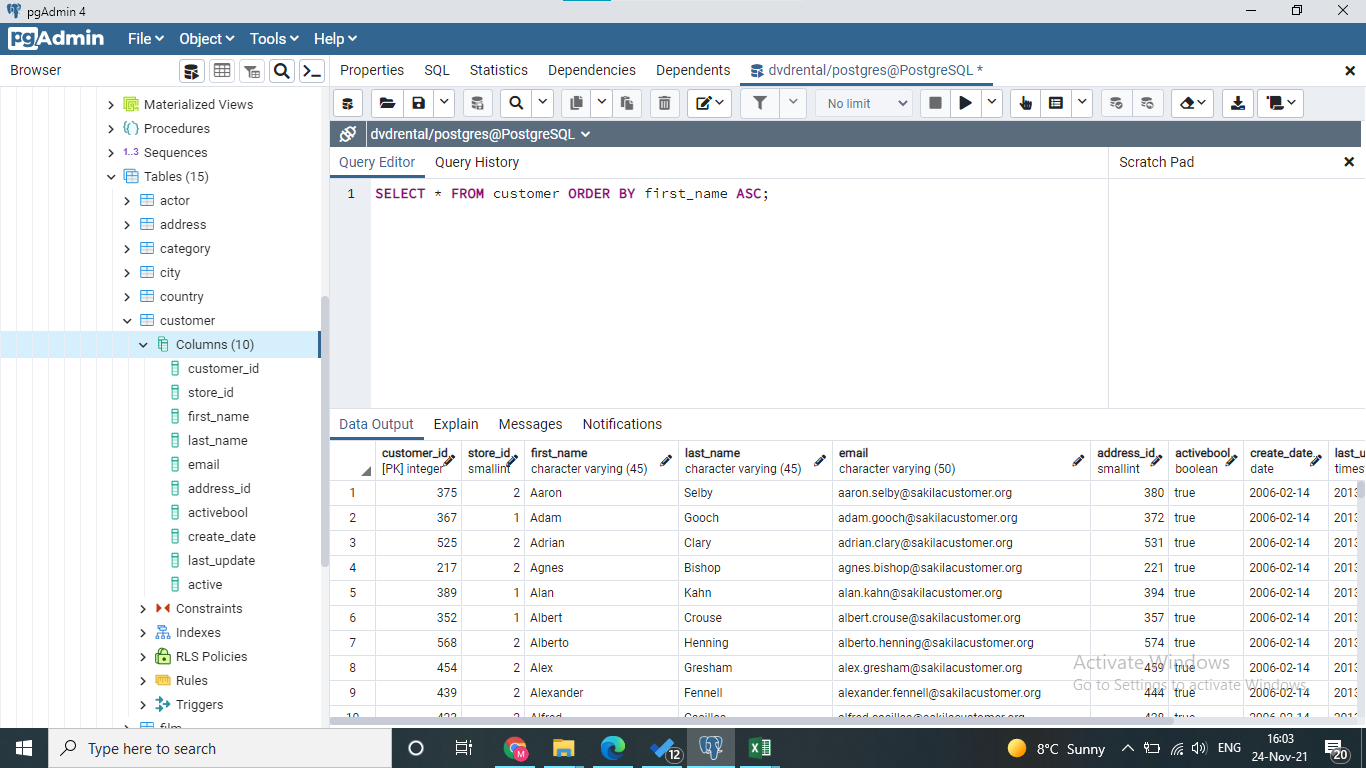 pgAdmin 4
pgAdmin File Object Tools Help
Browser
Properties SQL Statistics Dependencies Dependents dvdrental/postgres@PostgreSQL *
No limit
dvdrental/postgres@PostgreSQL
Query Editor Query History
Scratch Pad
1 SELECT * FROM customer ORDER BY first_name ASC;
Materialized Views
Procedures
1..3 Sequences
Tables (15)
actor
address
category
city
country
customer
Columns (10)
customer_id
store_id
first_name
last_name
email
address_id
activebool
create_date
last_update
active
Constraints
Indexes
RLS Policies
Rules
Triggers
film
Data Output Explain Messages Notifications
customer_id store_id first_name last_name email address_id activebool create_date last_u
[PK] integer smallint character varying (45) character varying (45) character varying (50) smallint boolean date times
1 375 2 Aaron Selby aaron.selby@sakilacustomer.org 380 true 2006-02-14 2013
2 367 1 Adam Gooch adam.gooch@sakilacustomer.org 372 true 2006-02-14 2013
3 525 2 Adrian Clary adrian.clary@sakilacustomer.org 531 true 2006-02-14 2013
4 217 2 Agnes Bishop agnes.bishop@sakilacustomer.org 221 true 2006-02-14 2013
5 389 1 Alan Kahn alan.kahn@sakilacustomer.org 394 true 2006-02-14 2013
6 352 1 Albert Crouse albert.crouse@sakilacustomer.org 357 true 2006-02-14 2013
7 568 2 Alberto Henning alberto.henning@sakilacustomer.org 574 true 2006-02-14 2013
8 454 2 Alex Gresham alex.gresham@sakilacustomer.org 459 true 2006-02-14 2013
9 439 2 Alexander Fennell alexander.fennell@sakilacustomer.org 444 true 2006-02-14 2013
Activate Windows
Go to Settings to activate Windows.
Type here to search
M
12
8°C Sunny
ENG
16:03
24-Nov-21
20